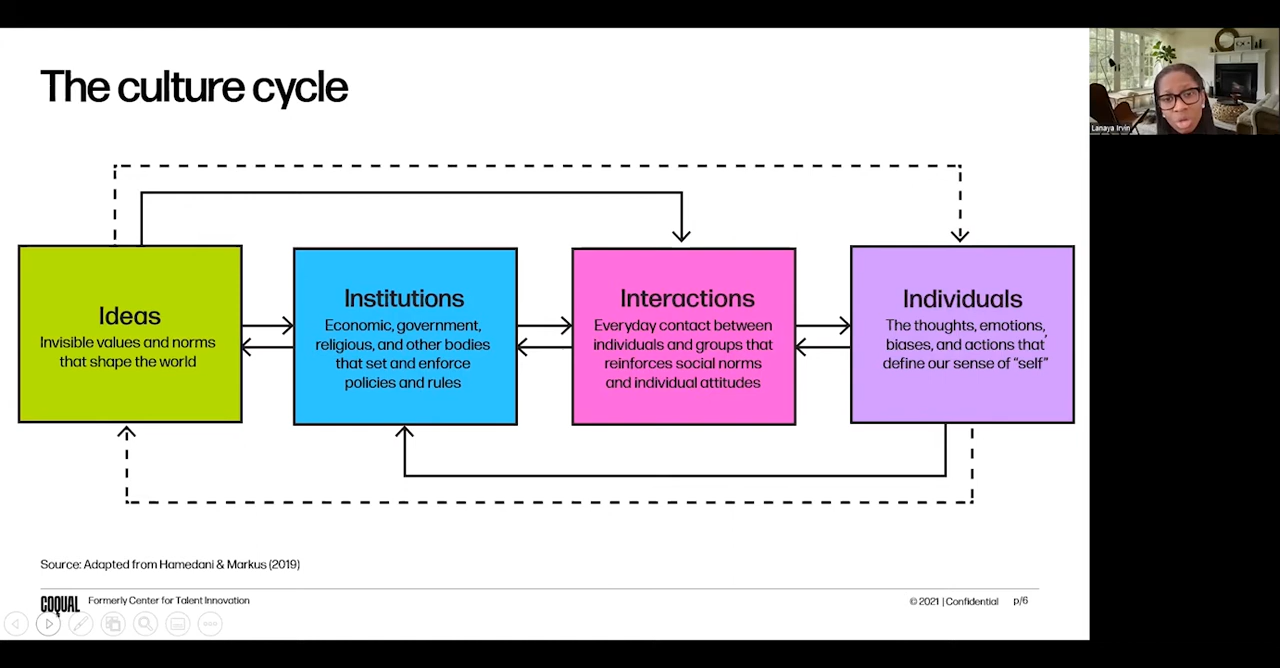 The culture cycle
Lanaya Irvin
Ideas
Invisible values and norms
that shape the world
Institutions
Economic, government,
religious, and other bodies
that set and enforce
policies and rules
Interactions
Everyday contact between
individuals and groups that
reinforces social norms
and individual attitudes
Individuals
The thoughts, emotions,
biases, and actions that
define our sense of “self”
Source: Adapted from Hamedani & Markus (2019)
COQUAL Formerly Center for Talent Innovation
© 2021 | Confidential p/6